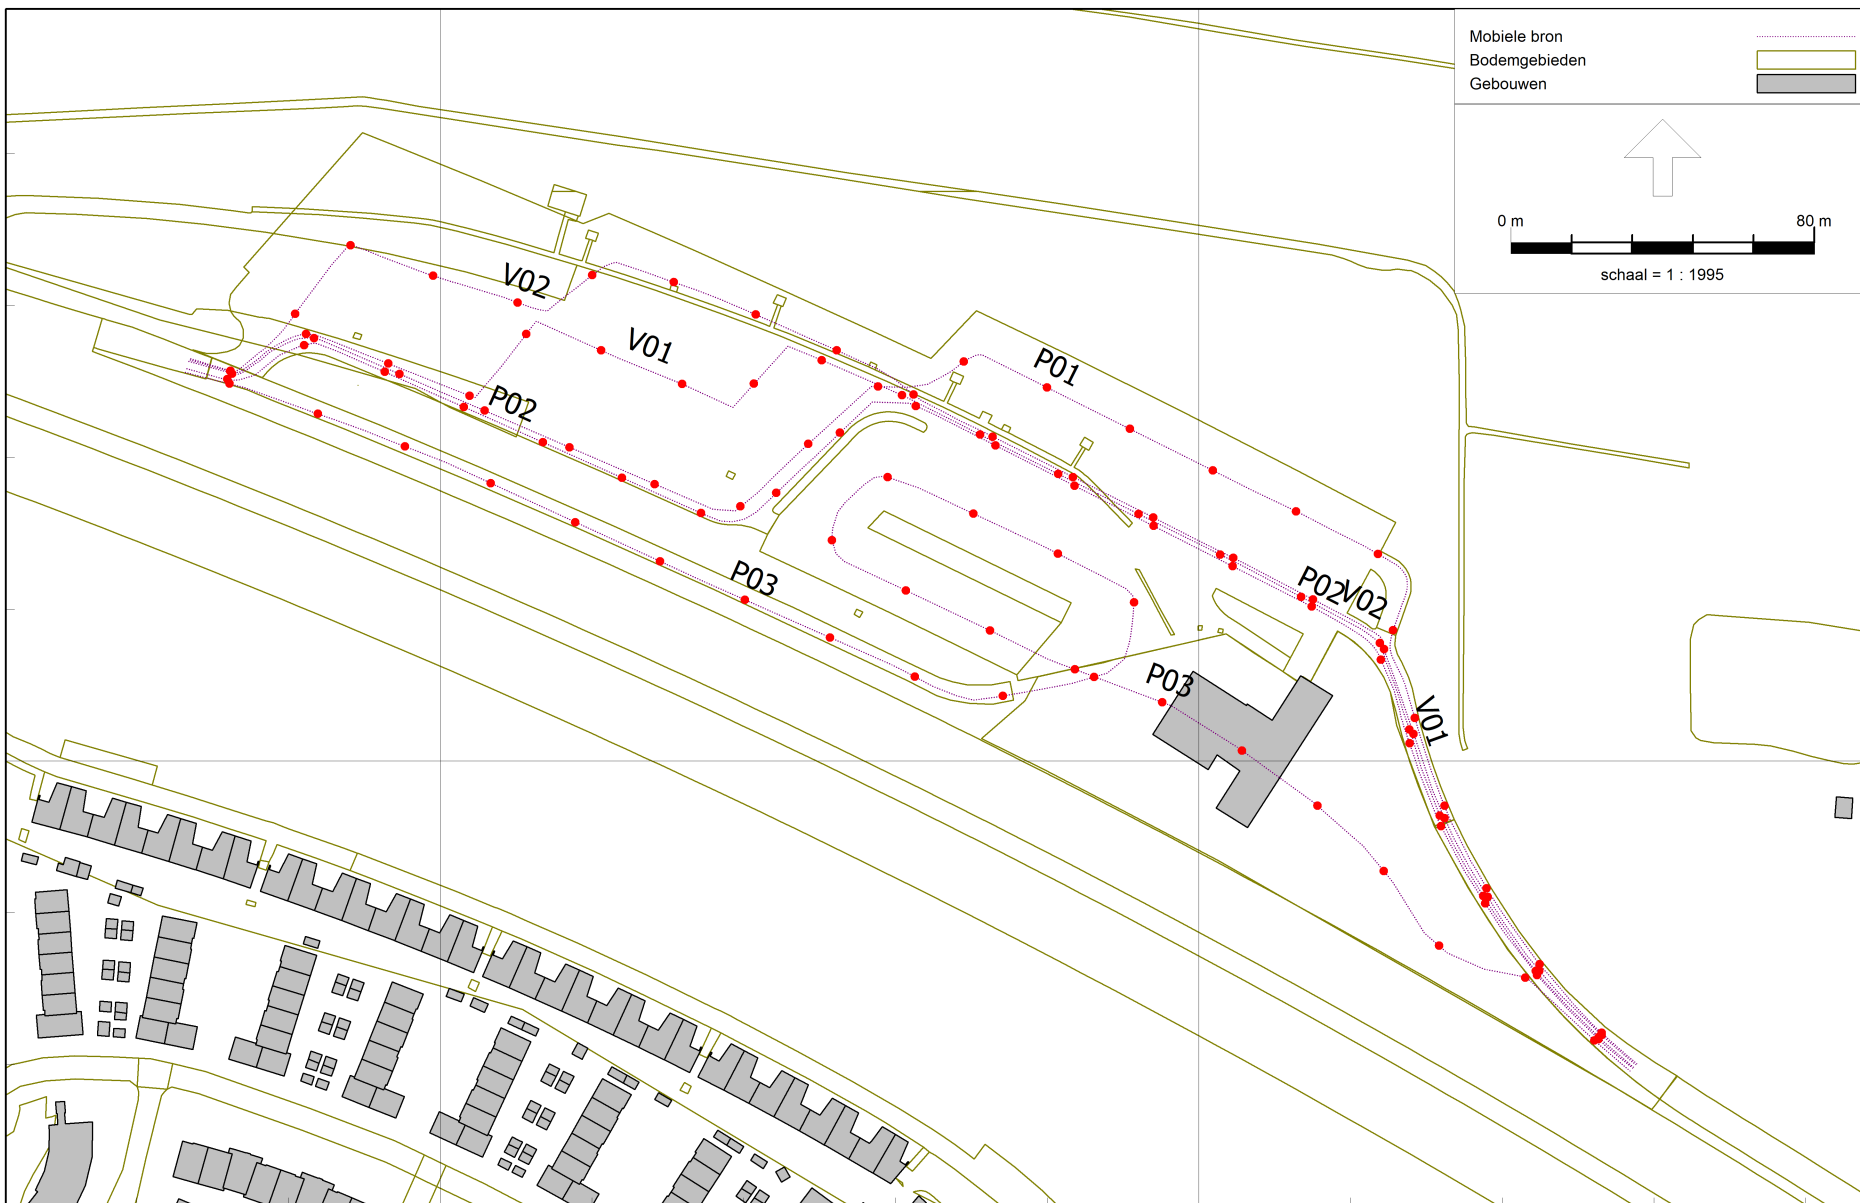 Mobiele bron
Bodemgebieden
Gebouwen
0 m 80 m
schaal = 1 : 1995
V02
V01
P01
P02
P03
P02
V02
P03
V01